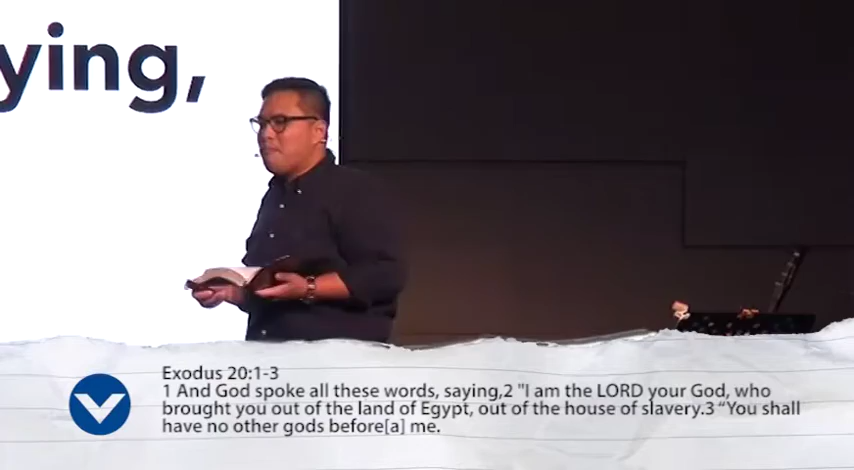 ying,
Exodus 20:1-3
1 And God spoke all these words, saying,2 "I am the LORD your God, who
brought you out of the land of Egypt, out of the house of slavery.3 “You shall
have no other gods before[a] me.